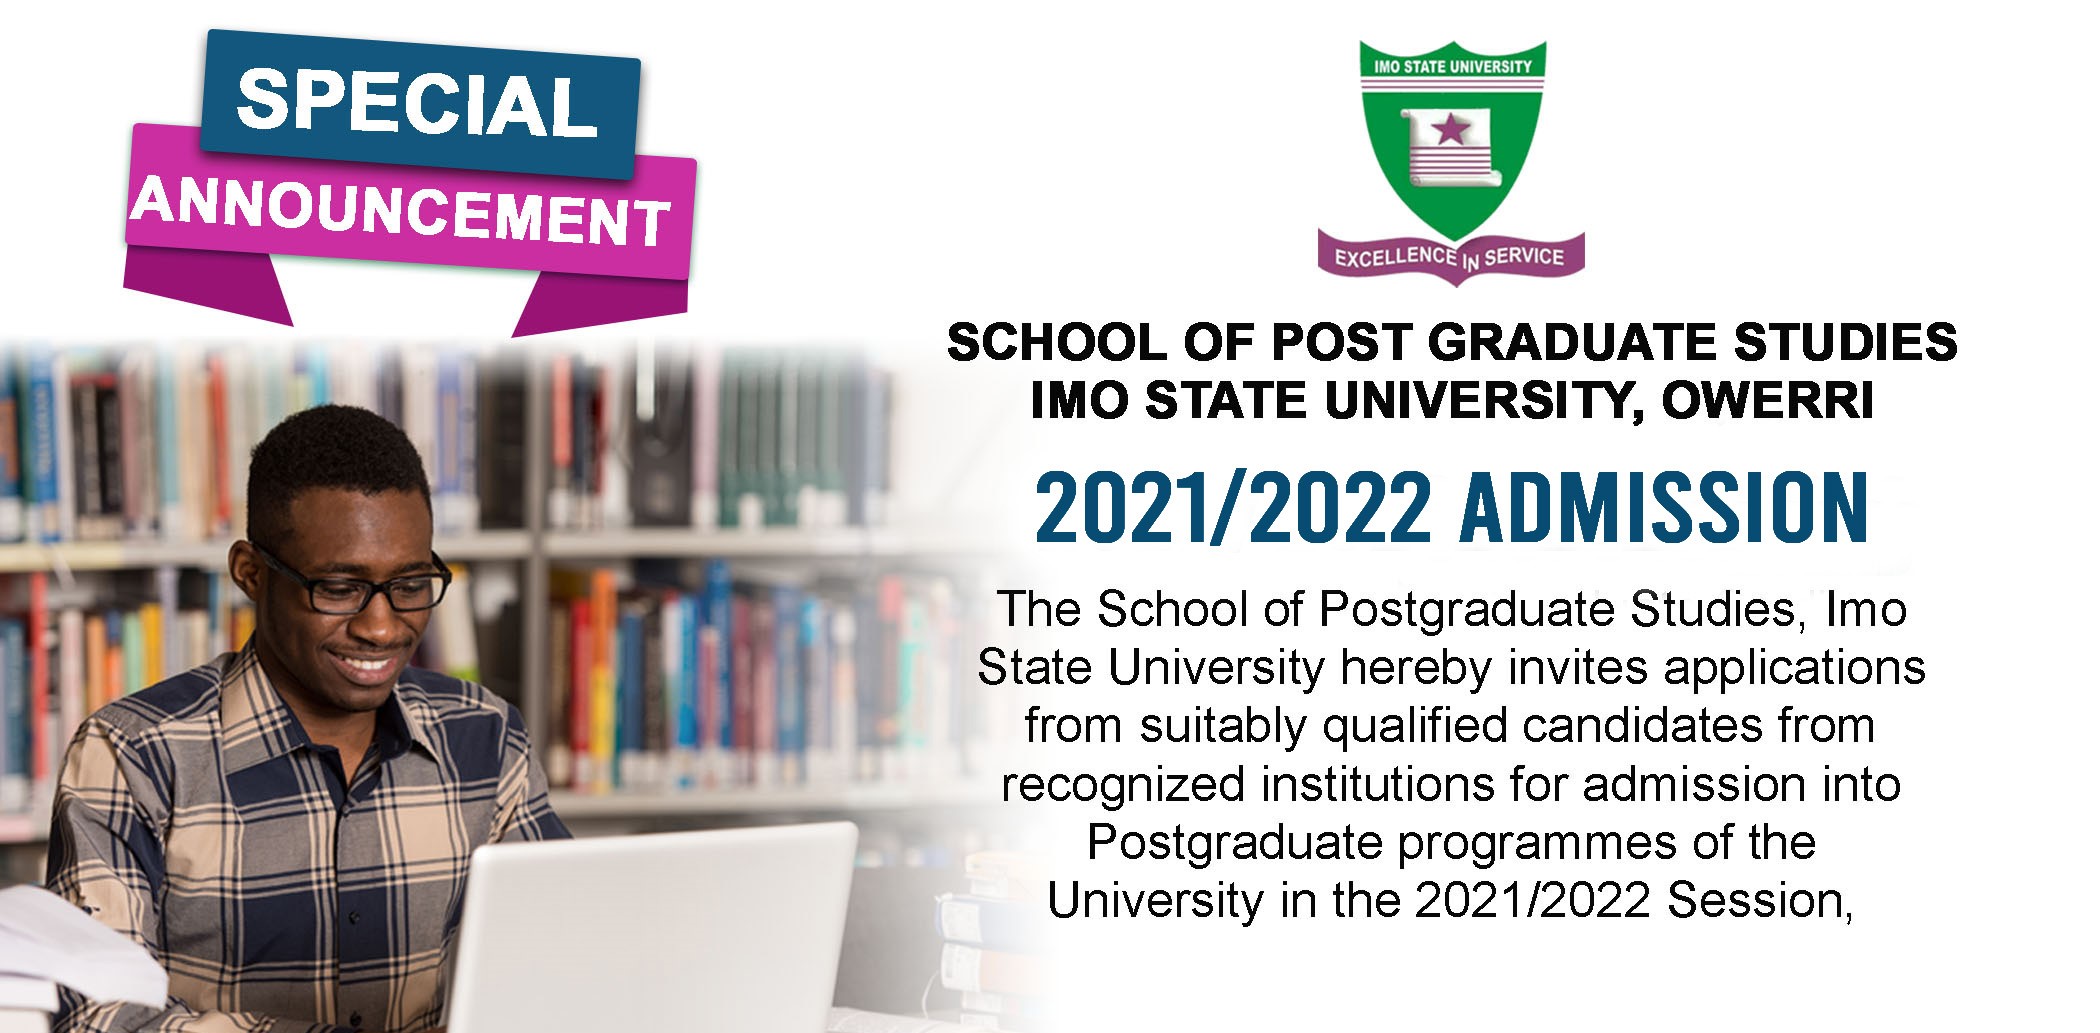 SPECIAL
ANNOUNCEMENT
IMO STATE UNIVERSITY
EXCELLENCE IN SERVICE
SCHOOL OF POST GRADUATE STUDIES
IMO STATE UNIVERSITY, OWERRI
2021/2022 ADMISSION
The School of Postgraduate Studies, Imo
State University hereby invites applications
from suitably qualified candidates from
recognized institutions for admission into
Postgraduate programmes of the
University in the 2021/2022 Session,